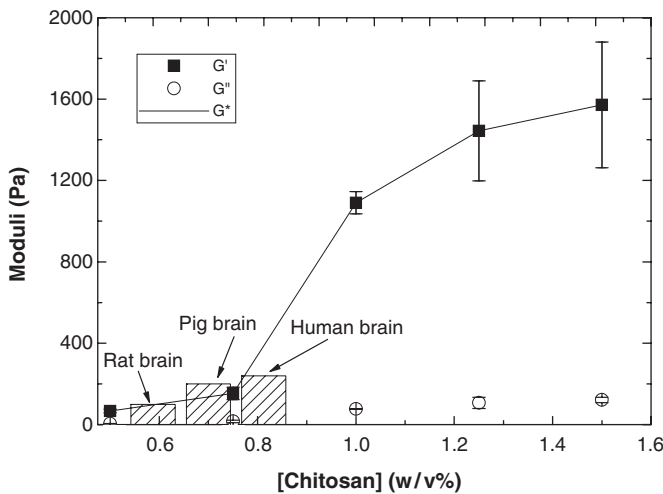 2000
1600
1200
800
400
0
Moduli (Pa)
G'
G"
G*
Rat brain
Pig brain
Human brain
0.6 0.8 1.0 1.2 1.4 1.6
[Chitosan] (w/v%)